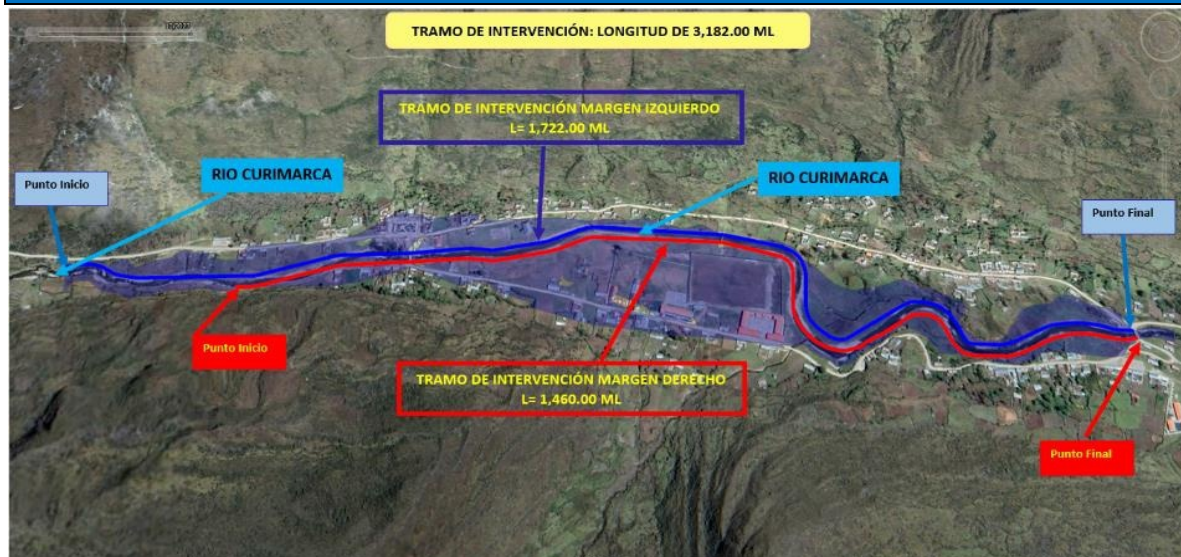 TRAMO DE INTERVENCIÓN: LONGITUD DE 3,182.00 ML
TRAMO DE INTERVENCIÓN MARGEN IZQUIERDO
L= 1,722.00 ML
RIO CURIMARCA
RIO CURIMARCA
Punto Inicio
Punto Final
Punto Inicio
TRAMO DE INTERVENCIÓN MARGEN DERECHO
L= 1,460.00 ML
Punto Final